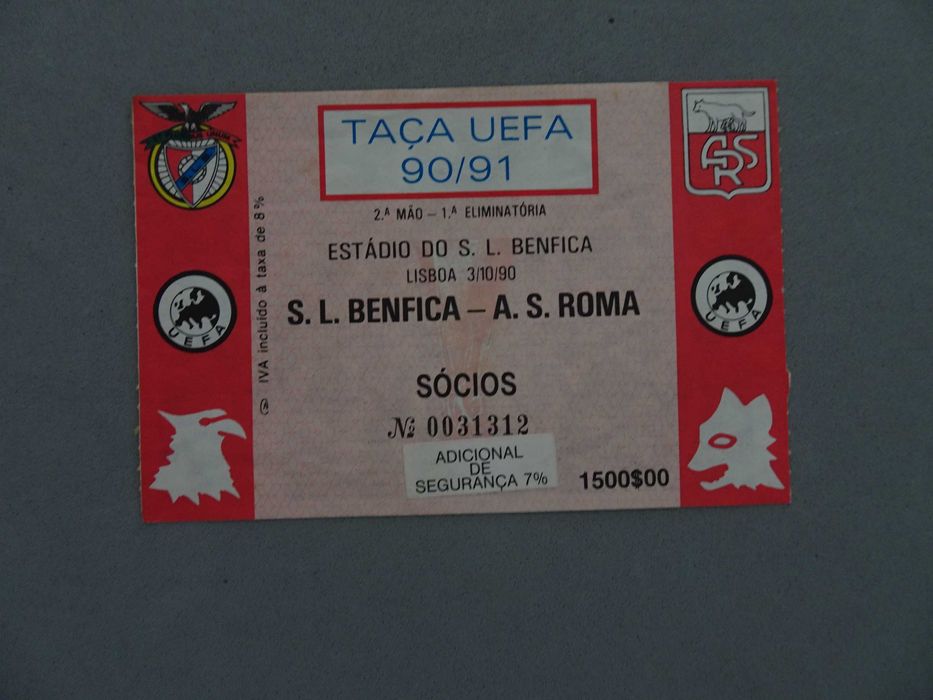 TAÇA UEFA
90/91
2.ª MÃO – 1.ª ELIMINATÓRIA
ESTÁDIO DO S. L. BENFICA
LISBOA 3/10/90
S. L. BENFICA – A. S. ROMA
SÓCIOS
Nº 0031312
ADICIONAL
DE
SEGURANÇA 7%
1500$00
IVA incluído à taxa de 8%
UEFA
UEFA
ASR